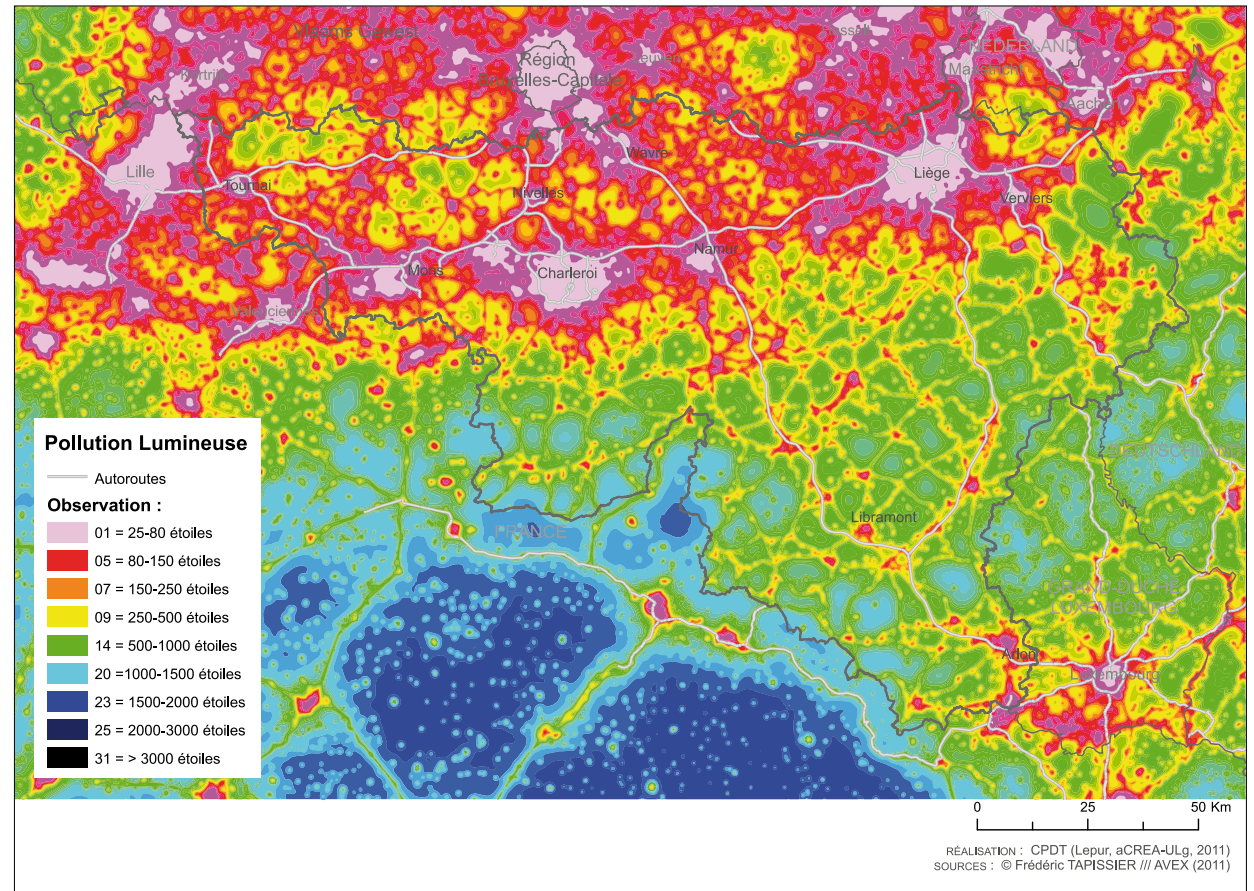 Vlaams Gewest
Hasselt
NEDERLAND
Région
Bruxelles-Capitale
Leuven
Kortrijk
Maastricht
Aachen
Lille
Tournai
Wavre
Liège
Nivelles
Verviers
Mons
Charleroi
Namur
Valenciennes
Pollution Lumineuse
Autoroutes
Observation :
01 = 25-80 étoiles
05 = 80-150 étoiles
07 = 150-250 étoiles
09 = 250-500 étoiles
14 = 500-1000 étoiles
20 =1000-1500 étoiles
23 = 1500-2000 étoiles
25 = 2000-3000 étoiles
31 = > 3000 étoiles
DEUTSCHLAND
Libramont
FRANCE
GRAND-DUCHÉ
LUXEMBOURG
Arlon
Luxembourg
0 25 50 Km
RÉALISATION : CPDT (Lepur, aCREA-ULg, 2011)
SOURCES : © Frédéric TAPISSIER /// AVEX (2011)